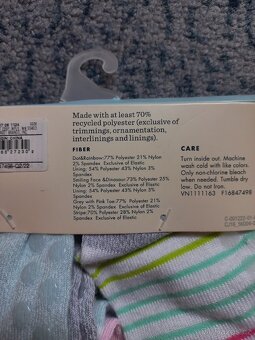 Made with at least 70%
recycled polyester (exclusive of
trimmings, ornamentation,
interlinings and linings).
FIBER
Dot&Rainbow:77% Polyester 21% Nylon
2% Spandex Exclusive of Elastic
Lining: 54% Polyester 43% Nylon 3%
Spandex
Smiling Face &Dinosaur:73% Polyester 25%
Nylon 2% Spandex Exclusive of Elastic
Lining: 54% Polyester 43% Nylon 3%
Spandex
Grey with Pink Toe:77% Polyester 21%
Nylon 2% Spandex Exclusive of Elastic
Stripe:70% Polyester 28% Nylon 2%
Spandex Exclusive of Elastic
CARE
Turn inside out. Machine
wash cold with like colors.
Only non-chlorine bleach
when needed. Tumble dry
low. Do not Iron.
VN1111163 F16847498